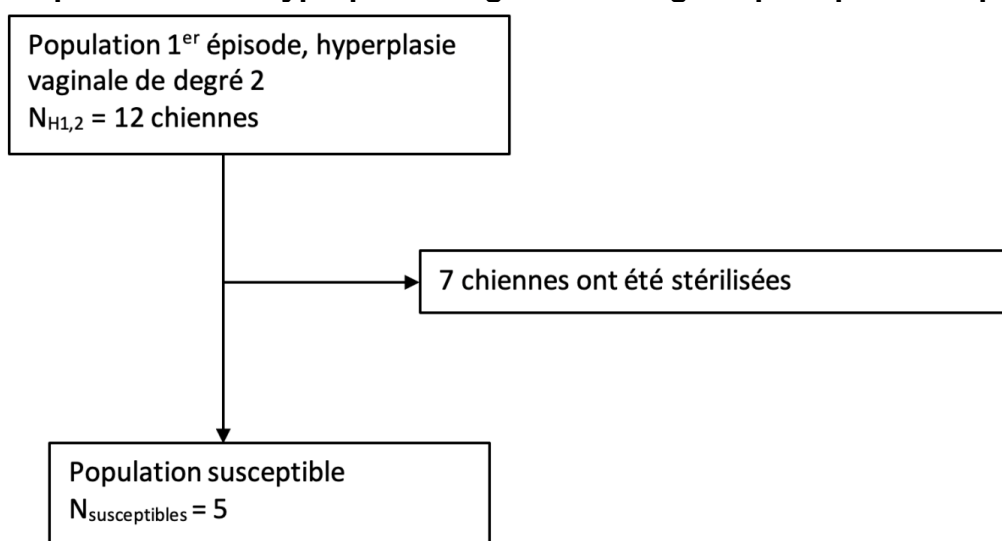 Population 1er épisode, hyperplasie
vaginale de degré 2
NH1,2 = 12 chiennes
7 chiennes ont été stérilisées
Population susceptible
Nsusceptibles = 5